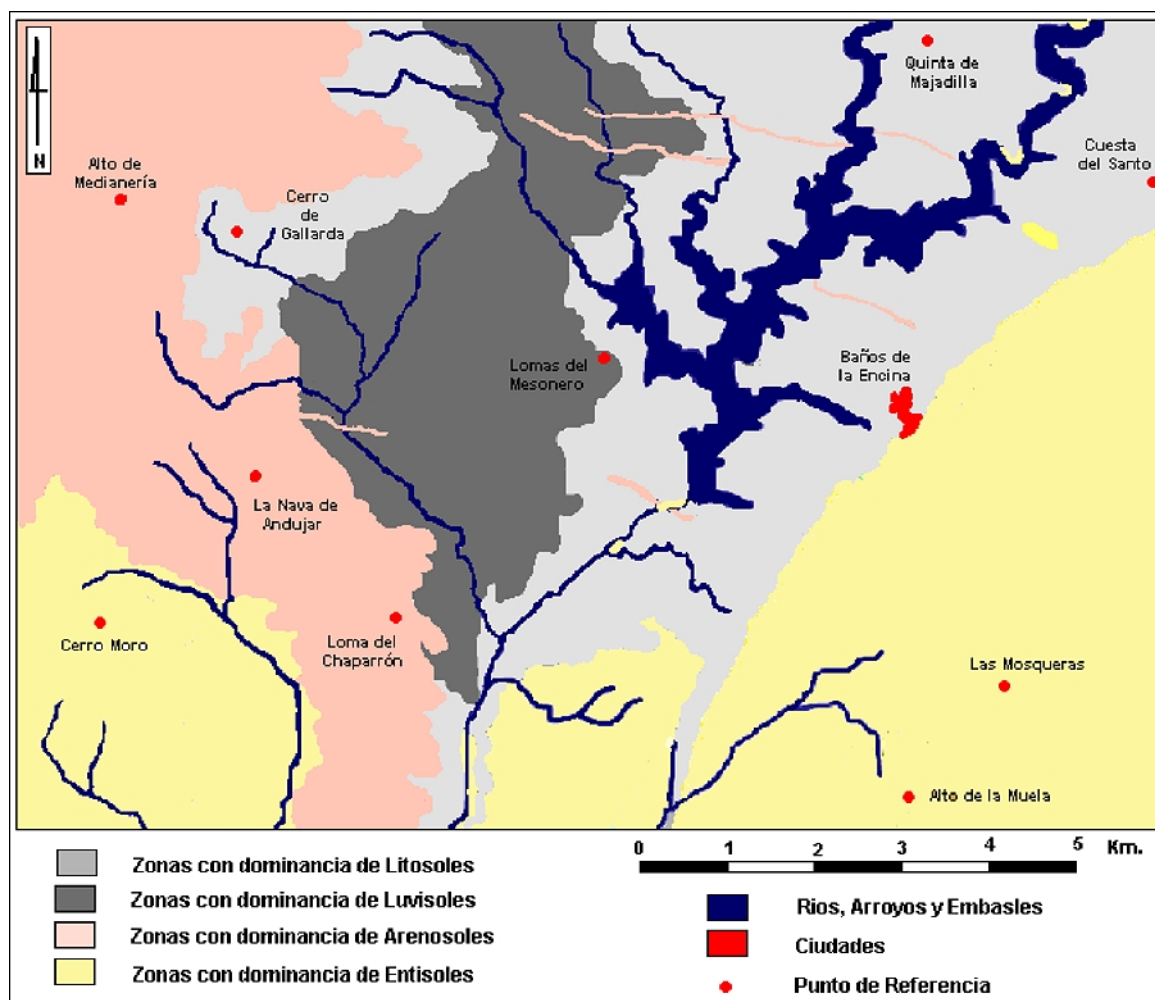 Quinta de
Majadilla
Cuesta
del Santo
N
Alto de
Medianería
Cerro
de
Gallarda
Lomas del
Mesonero
Baños de
la Encina
La Nava de
Andujar
Cerro Moro
Loma del
Chaparrón
Las Mosqueras
Alto de la Muela
Zonas con dominancia de Litosoles
Zonas con dominancia de Luvisoles
Zonas con dominancia de Arenosoles
Zonas con dominancia de Entisoles
0 1 2 3 4 5 Km.
Rios, Arroyos y Embasles
Ciudades
Punto de Referencia